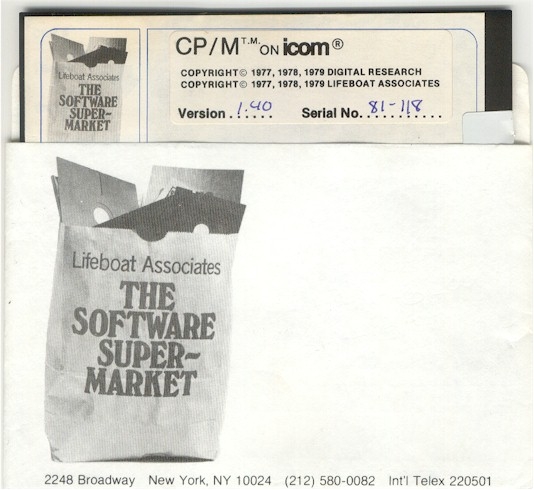 CP/M T.M. ON icom®
COPYRIGHT© 1977, 1978, 1979 DIGITAL RESEARCH
COPYRIGHT© 1977, 1978, 1979 LIFEBOAT ASSOCIATES
Version 1.40 Serial No. 81-118
Lifeboat Associates
THE
SOFTWARE
SUPER-
MARKET
Lifeboat Associates
THE
SOFTWARE
SUPER-
MARKET
2248 Broadway New York, NY 10024 (212) 580-0082 Int'l Telex 220501